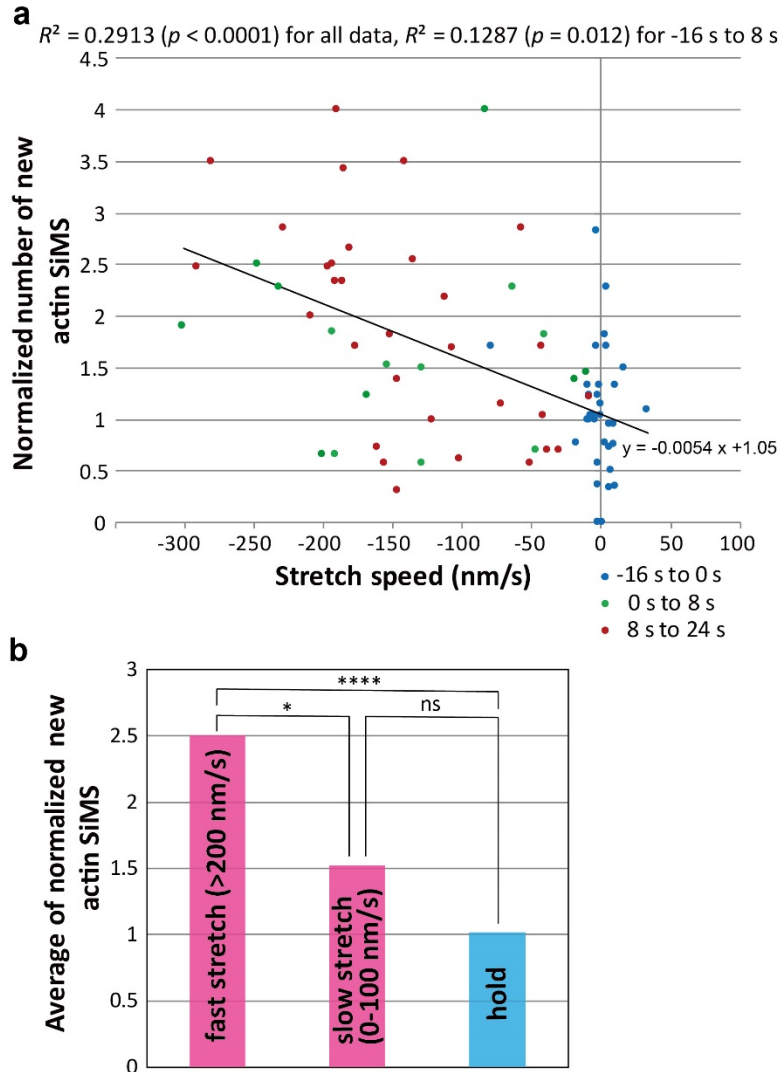 a
R² = 0.2913 (p < 0.0001) for all data, R² = 0.1287 (p = 0.012) for -16 s to 8 s
4.5
4
3.5
3
2.5
2
1.5
1
0.5
0
Normalized number of new
actin SiMS
y = -0.0054 x +1.05
-300 -250 -200 -150 -100 -50 0 50 100
Stretch speed (nm/s)
-16 s to 0 s
0 s to 8 s
8 s to 24 s
b
3
2.5
2
1.5
1
0.5
0
Average of normalized new
actin SiMS
****
*
ns
fast stretch (>200 nm/s)
slow stretch
(0-100 nm/s)
hold